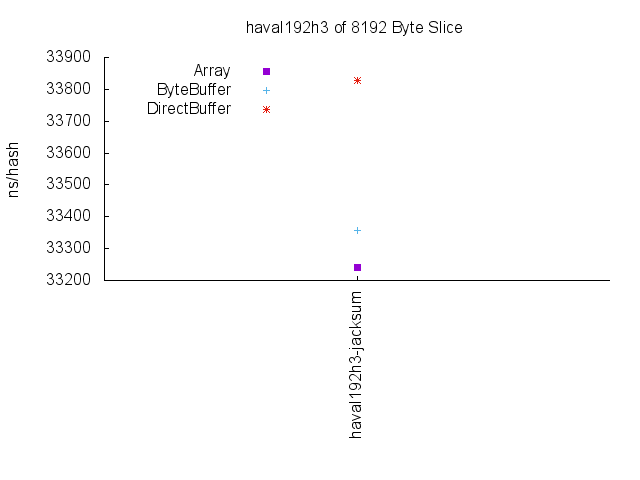 haval192h3 of 8192 Byte Slice
33900
33800
33700
33600
33500
33400
33300
33200
ns/hash
Array
ByteBuffer
DirectBuffer
haval192h3-jacksum